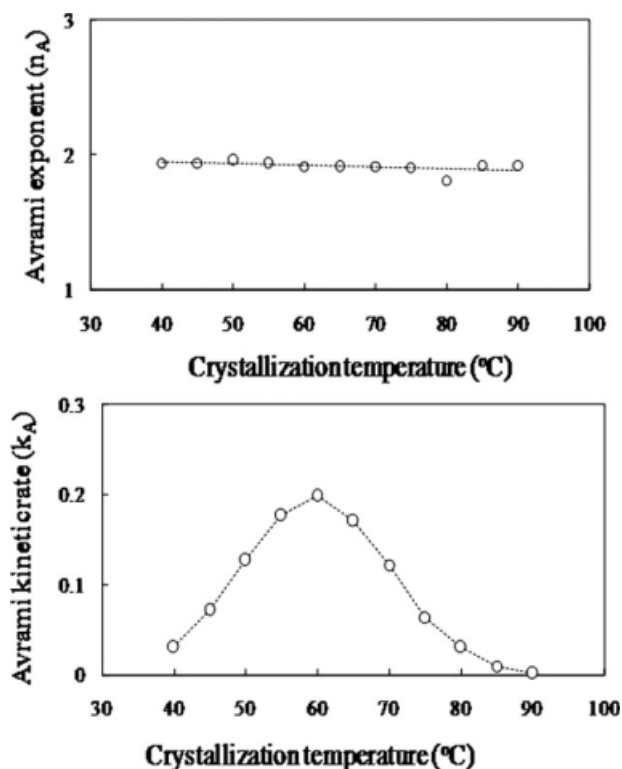 Avrami exponent (nA)
3
2
1
30 40 50 60 70 80 90 100
Crystallization temperature (ºC)
Avrami kinetic rate (kA)
0.3
0.2
0.1
0
30 40 50 60 70 80 90 100
Crystallization temperature (ºC)